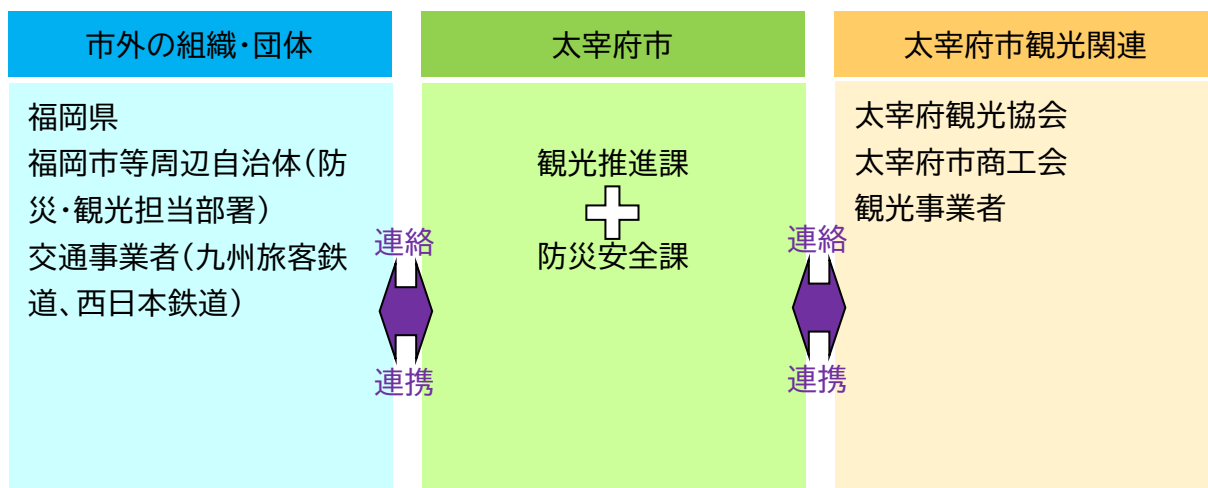 市外の組織・団体
福岡県
福岡市等周辺自治体（防
災・観光担当部署）
交通事業者（九州旅客鉄
道、西日本鉄道）
連絡
連携
太宰府市
観光推進課
防災安全課
連絡
連携
太宰府市観光関連
太宰府観光協会
太宰府市商工会
観光事業者